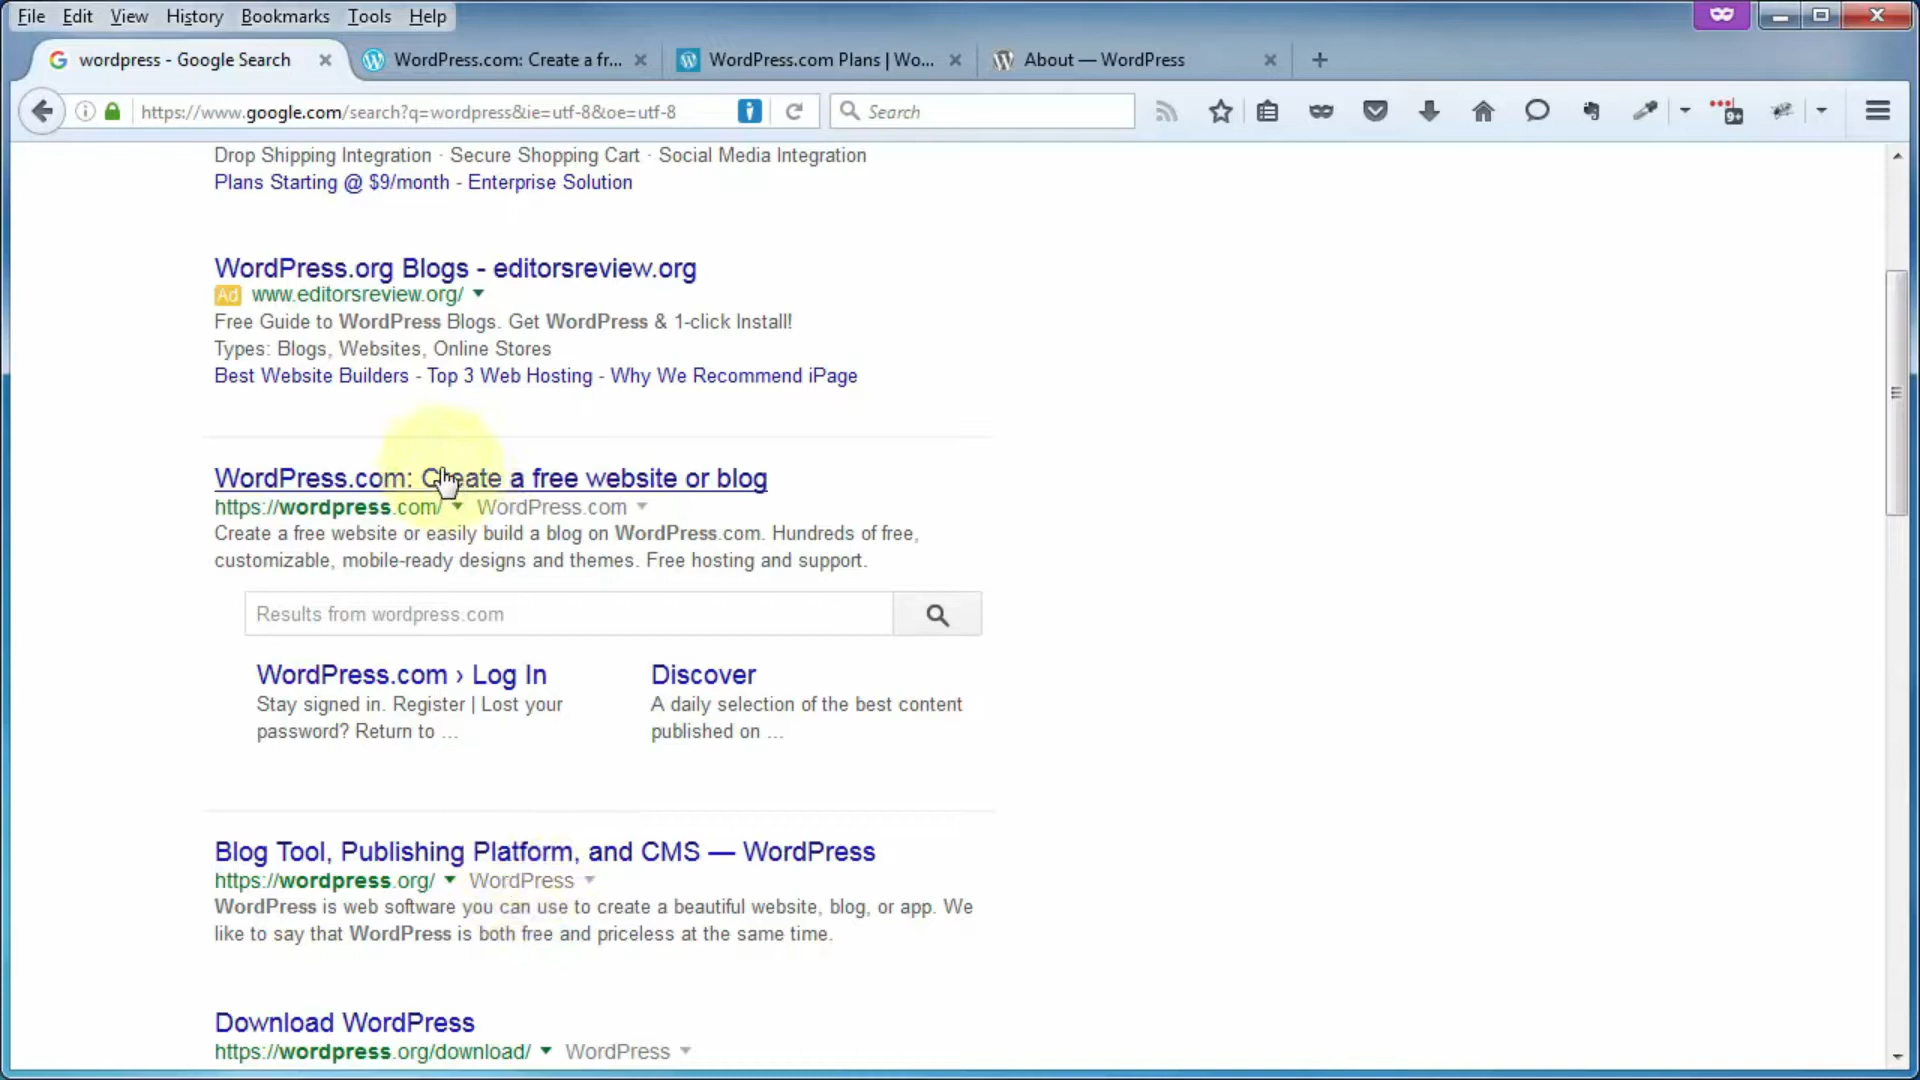 File Edit View History Bookmarks Tools Help
wordpress - Google Search
WordPress.com: Create a fr...
WordPress.com Plans | Wo...
About — WordPress
https://www.google.com/search?q=wordpress&ie=utf-8&oe=utf-8
Search
9+
Drop Shipping Integration · Secure Shopping Cart · Social Media Integration
Plans Starting @ $9/month - Enterprise Solution
WordPress.org Blogs - editorsreview.org
Ad www.editorsreview.org/
Free Guide to WordPress Blogs. Get WordPress & 1-click Install!
Types: Blogs, Websites, Online Stores
Best Website Builders - Top 3 Web Hosting - Why We Recommend iPage
WordPress.com: Create a free website or blog
https://wordpress.com/ WordPress.com
Create a free website or easily build a blog on WordPress.com. Hundreds of free,
customizable, mobile-ready designs and themes. Free hosting and support.
Results from wordpress.com
WordPress.com › Log In
Stay signed in. Register | Lost your
password? Return to ...
Discover
A daily selection of the best content
published on ...
Blog Tool, Publishing Platform, and CMS — WordPress
https://wordpress.org/ WordPress
WordPress is web software you can use to create a beautiful website, blog, or app. We
like to say that WordPress is both free and priceless at the same time.
Download WordPress
https://wordpress.org/download/ WordPress